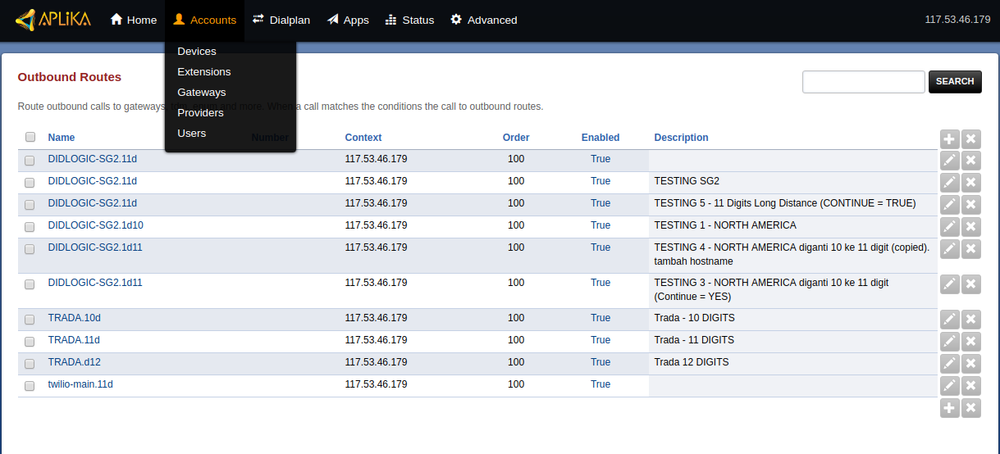 APLIKA Home Accounts Dialplan Apps Status Advanced 117.53.46.179
Devices
Extensions
Gateways
Providers
Users
Outbound Routes
SEARCH
Route outbound calls to gateways, and more. When a call matches the conditions the call to outbound routes.
Name Number Context Order Enabled Description
DIDLOGIC-SG2.11d 117.53.46.179 100 True
DIDLOGIC-SG2.11d 117.53.46.179 100 True TESTING SG2
DIDLOGIC-SG2.11d 117.53.46.179 100 True TESTING 5 - 11 Digits Long Distance (CONTINUE = TRUE)
DIDLOGIC-SG2.1d10 117.53.46.179 100 True TESTING 1 - NORTH AMERICA
DIDLOGIC-SG2.1d11 117.53.46.179 100 True TESTING 4 - NORTH AMERICA diganti 10 ke 11 digit (copied).
tambah hostname
DIDLOGIC-SG2.1d11 117.53.46.179 100 True TESTING 3 - NORTH AMERICA diganti 10 ke 11 digit
(Continue = YES)
TRADA.10d 117.53.46.179 100 True Trada - 10 DIGITS
TRADA.11d 117.53.46.179 100 True Trada - 11 DIGITS
TRADA.d12 117.53.46.179 100 True Trada 12 DIGITS
twilio-main.11d 117.53.46.179 100 True